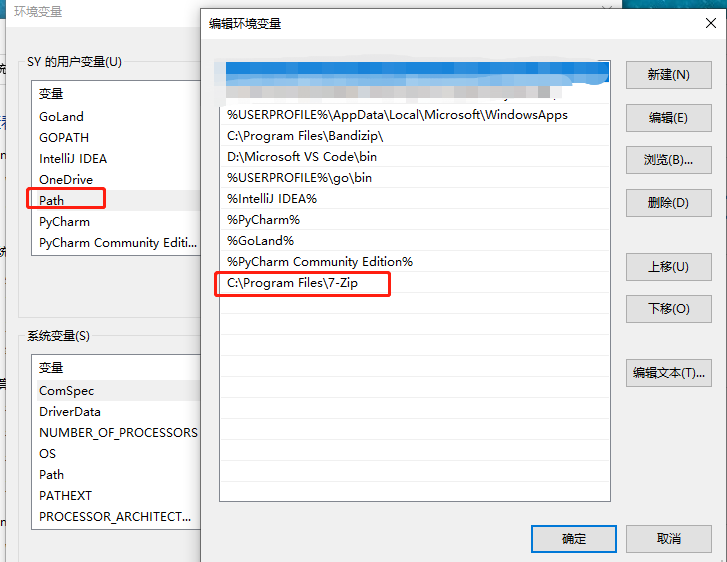 环境变量
SY 的用户变量(U)
变量
GoLand
GOPATH
IntelliJ IDEA
OneDrive
Path
PyCharm
PyCharm Community Editi...
系统变量(S)
变量
ComSpec
DriverData
NUMBER_OF_PROCESSORS
OS
Path
PATHEXT
PROCESSOR_ARCHITECT...
编辑环境变量
%USERPROFILE%\AppData\Local\Microsoft\WindowsApps
C:\Program Files\Bandizip\
D:\Microsoft VS Code\bin
%USERPROFILE%\go\bin
%IntelliJ IDEA%
%PyCharm%
%GoLand%
%PyCharm Community Edition%
C:\Program Files\7-Zip
新建(N)
编辑(E)
浏览(B)...
删除(D)
上移(U)
下移(O)
编辑文本(T)...
确定
取消